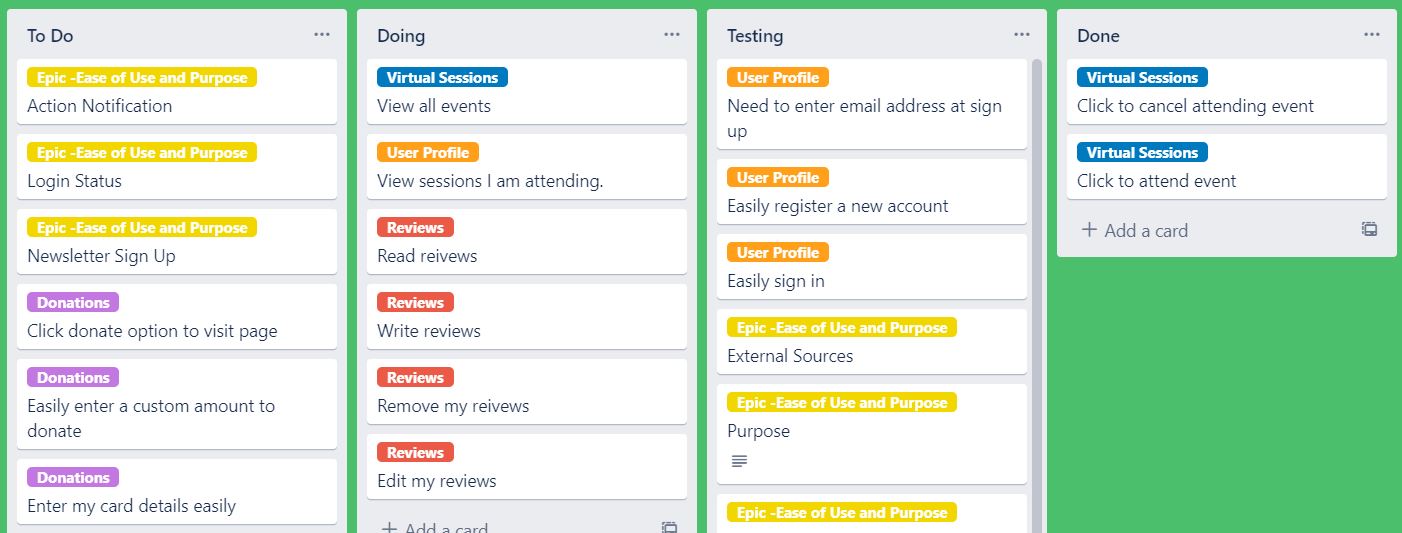 To Do
Epic -Ease of Use and Purpose
Action Notification
Epic -Ease of Use and Purpose
Login Status
Epic -Ease of Use and Purpose
Newsletter Sign Up
Donations
Click donate option to visit page
Donations
Easily enter a custom amount to
donate
Donations
Enter my card details easily
Doing
Virtual Sessions
View all events
User Profile
View sessions I am attending.
Reviews
Read reivews
Reviews
Write reviews
Reviews
Remove my reivews
Reviews
Edit my reviews
Add a card
Testing
User Profile
Need to enter email address at sign
up
User Profile
Easily register a new account
User Profile
Easily sign in
Epic -Ease of Use and Purpose
External Sources
Epic -Ease of Use and Purpose
Purpose
Epic -Ease of Use and Purpose
Done
Virtual Sessions
Click to cancel attending event
Virtual Sessions
Click to attend event
Add a card